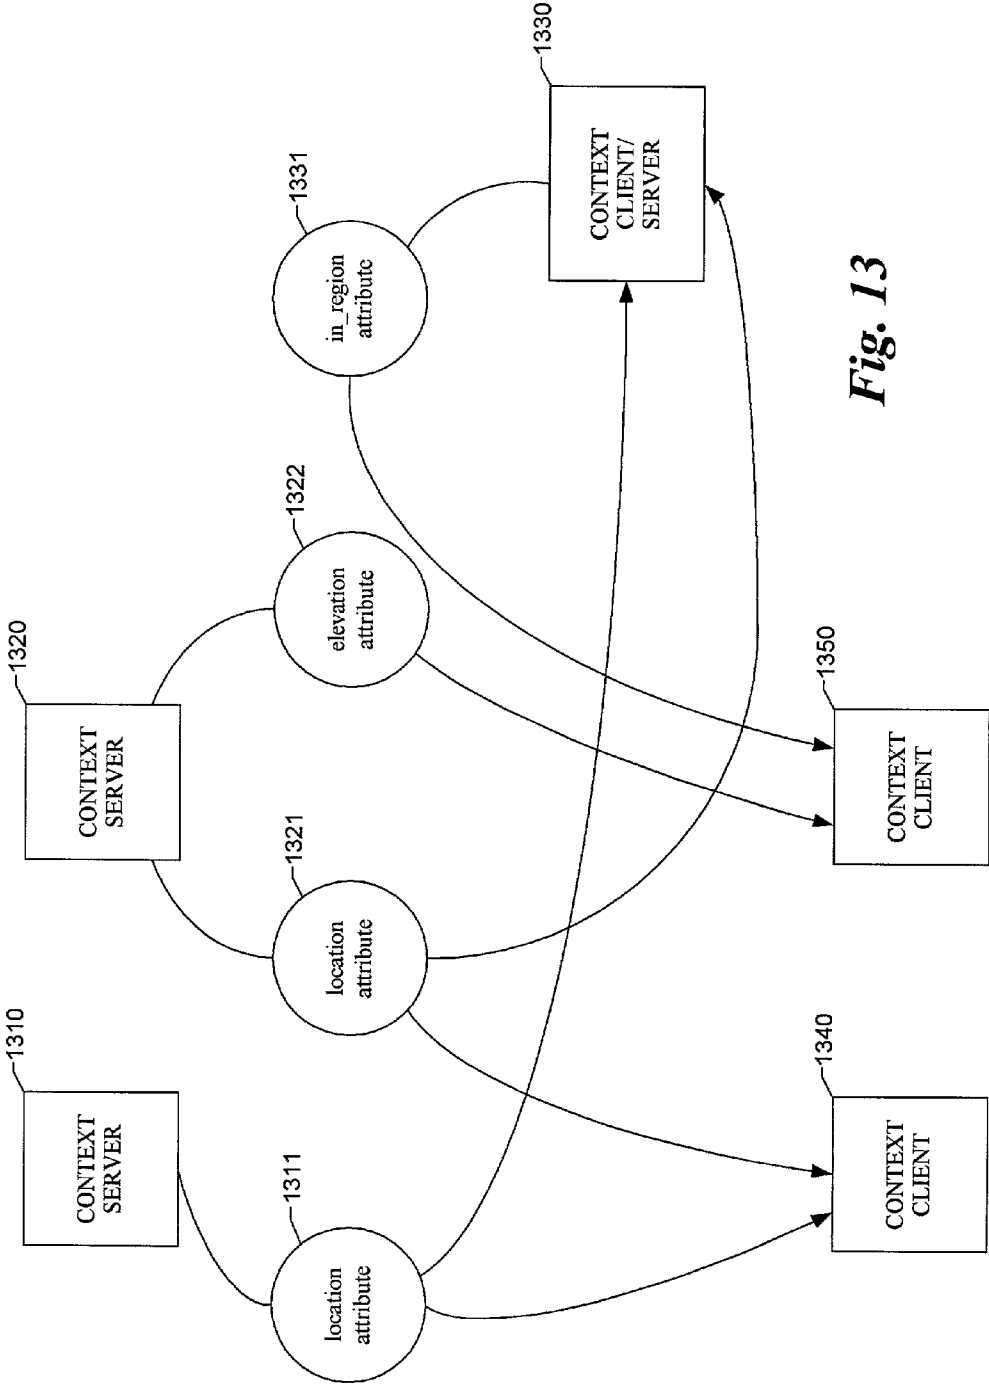 1310
CONTEXT
SERVER
1320
CONTEXT
SERVER
1311
location
attribute
1321
location
attribute
1322
elevation
attribute
1331
in_region
attribute
1330
CONTEXT
CLIENT/
SERVER
1340
CONTEXT
CLIENT
1350
CONTEXT
CLIENT
Fig. 13